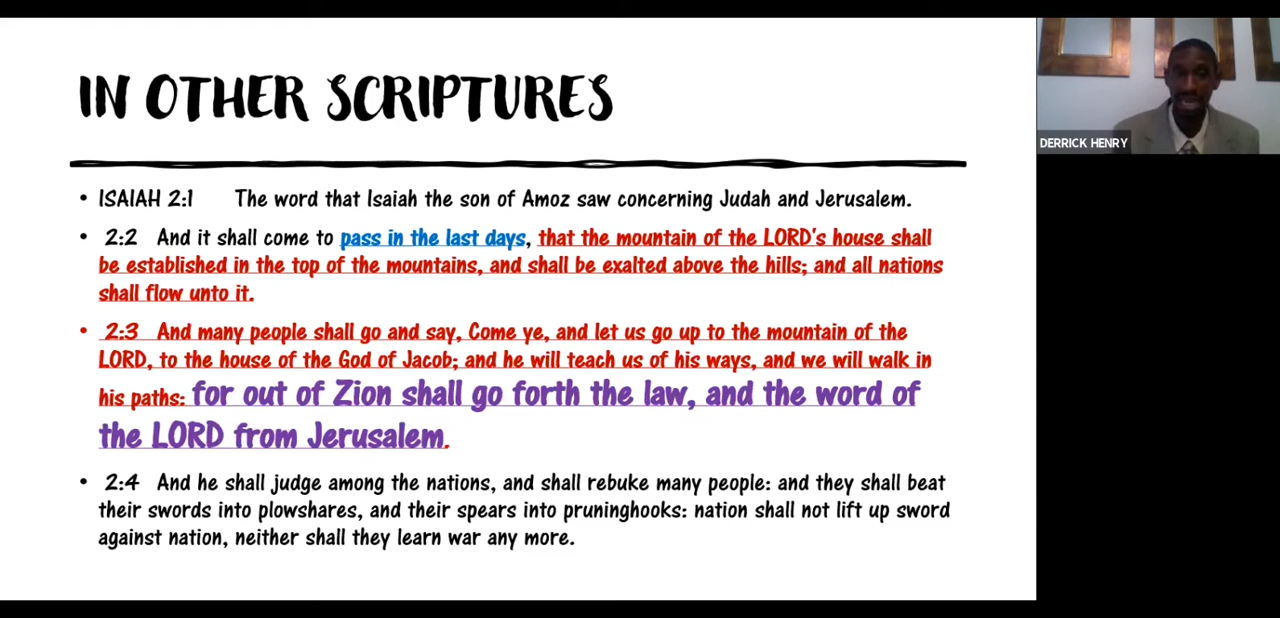 IN OTHER SCRIPTURES
DERRICK HENRY
• ISAIAH 2:1 The word that Isaiah the son of Amoz saw concerning Judah and Jerusalem.
• 2:2 And it shall come to pass in the last days, that the mountain of the LORD's house shall
be established in the top of the mountains, and shall be exalted above the hills; and all nations
shall flow unto it.
• 2:3 And many people shall go and say, Come ye, and let us go up to the mountain of the
LORD, to the house of the God of Jacob; and he will teach us of his ways, and we will walk in
his paths: for out of Zion shall go forth the law, and the word of
the LORD from Jerusalem.
• 2:4 And he shall judge among the nations, and shall rebuke many people: and they shall beat
their swords into plowshares, and their spears into pruninghooks: nation shall not lift up sword
against nation, neither shall they learn war any more.